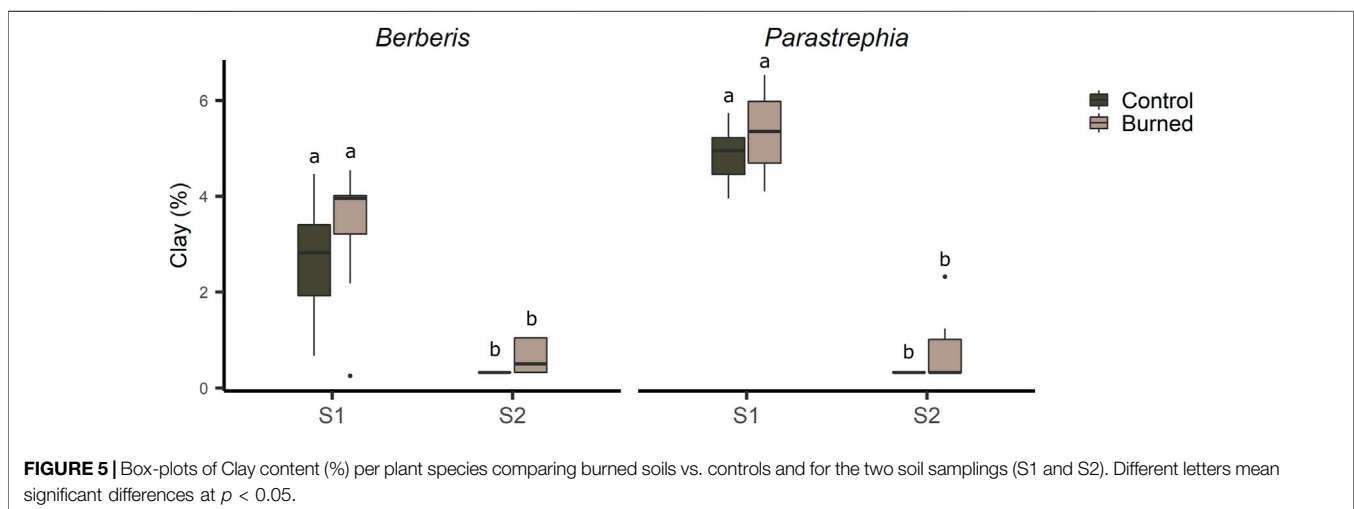 Berberis Parastrephia
a
a a a
6 Control
Burned
4
Clay (%)
2
b
b b b
0
S1 S2 S1 S2
FIGURE 5 | Box-plots of Clay content (%) per plant species comparing burned soils vs. controls and for the two soil samplings (S1 and S2). Different letters mean
significant differences at p < 0.05.